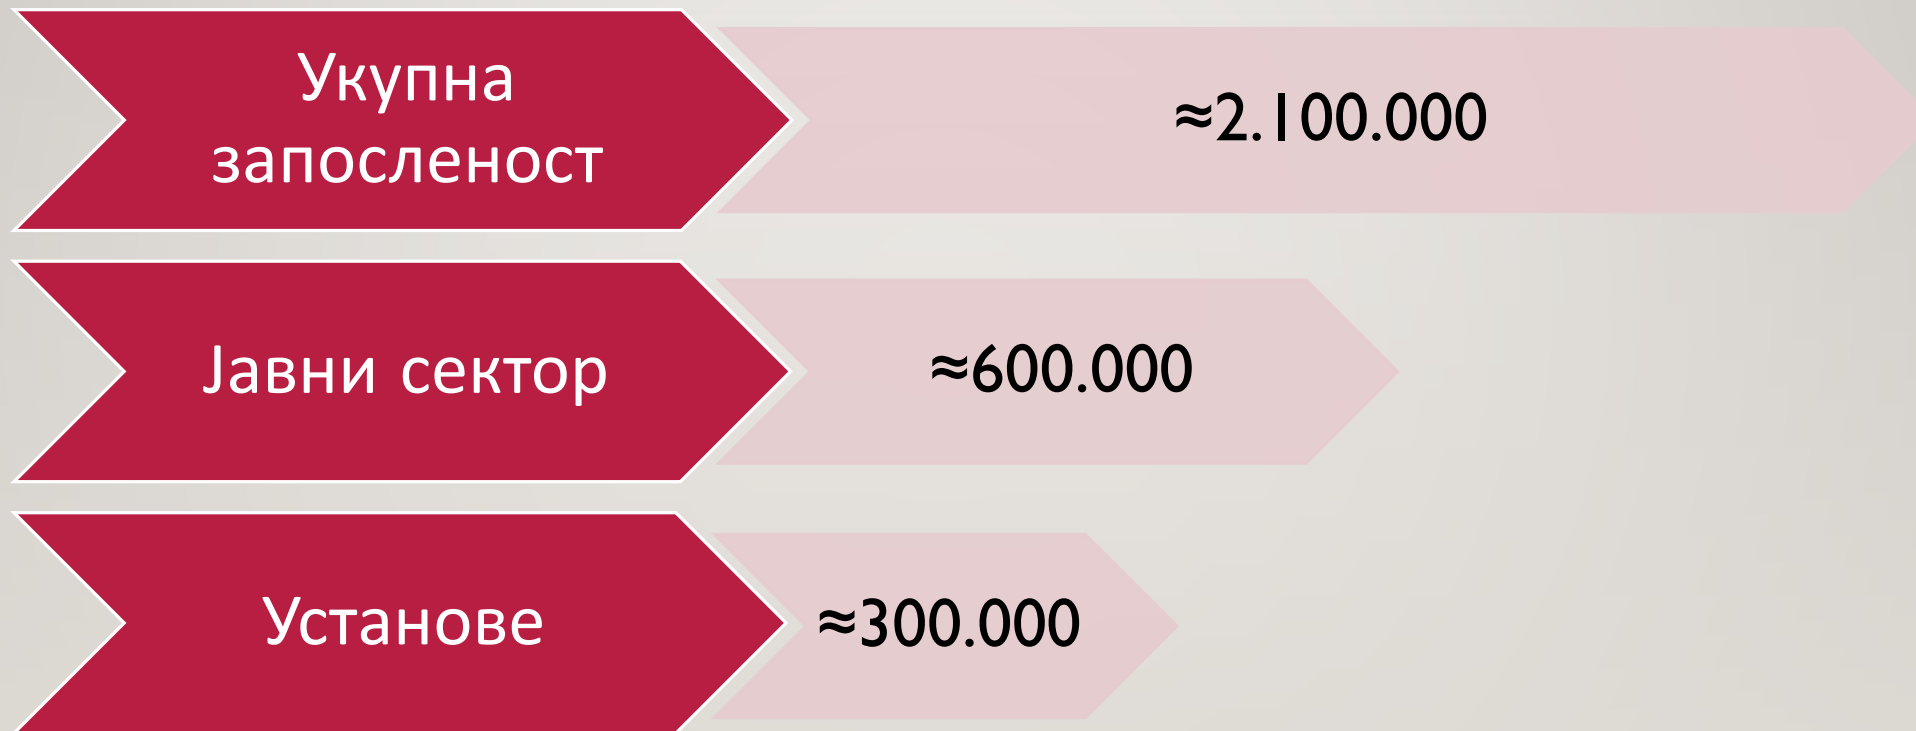 Укупна
запосленост
≈2.100.000
Јавни сектор
≈600.000
Установе
≈300.000